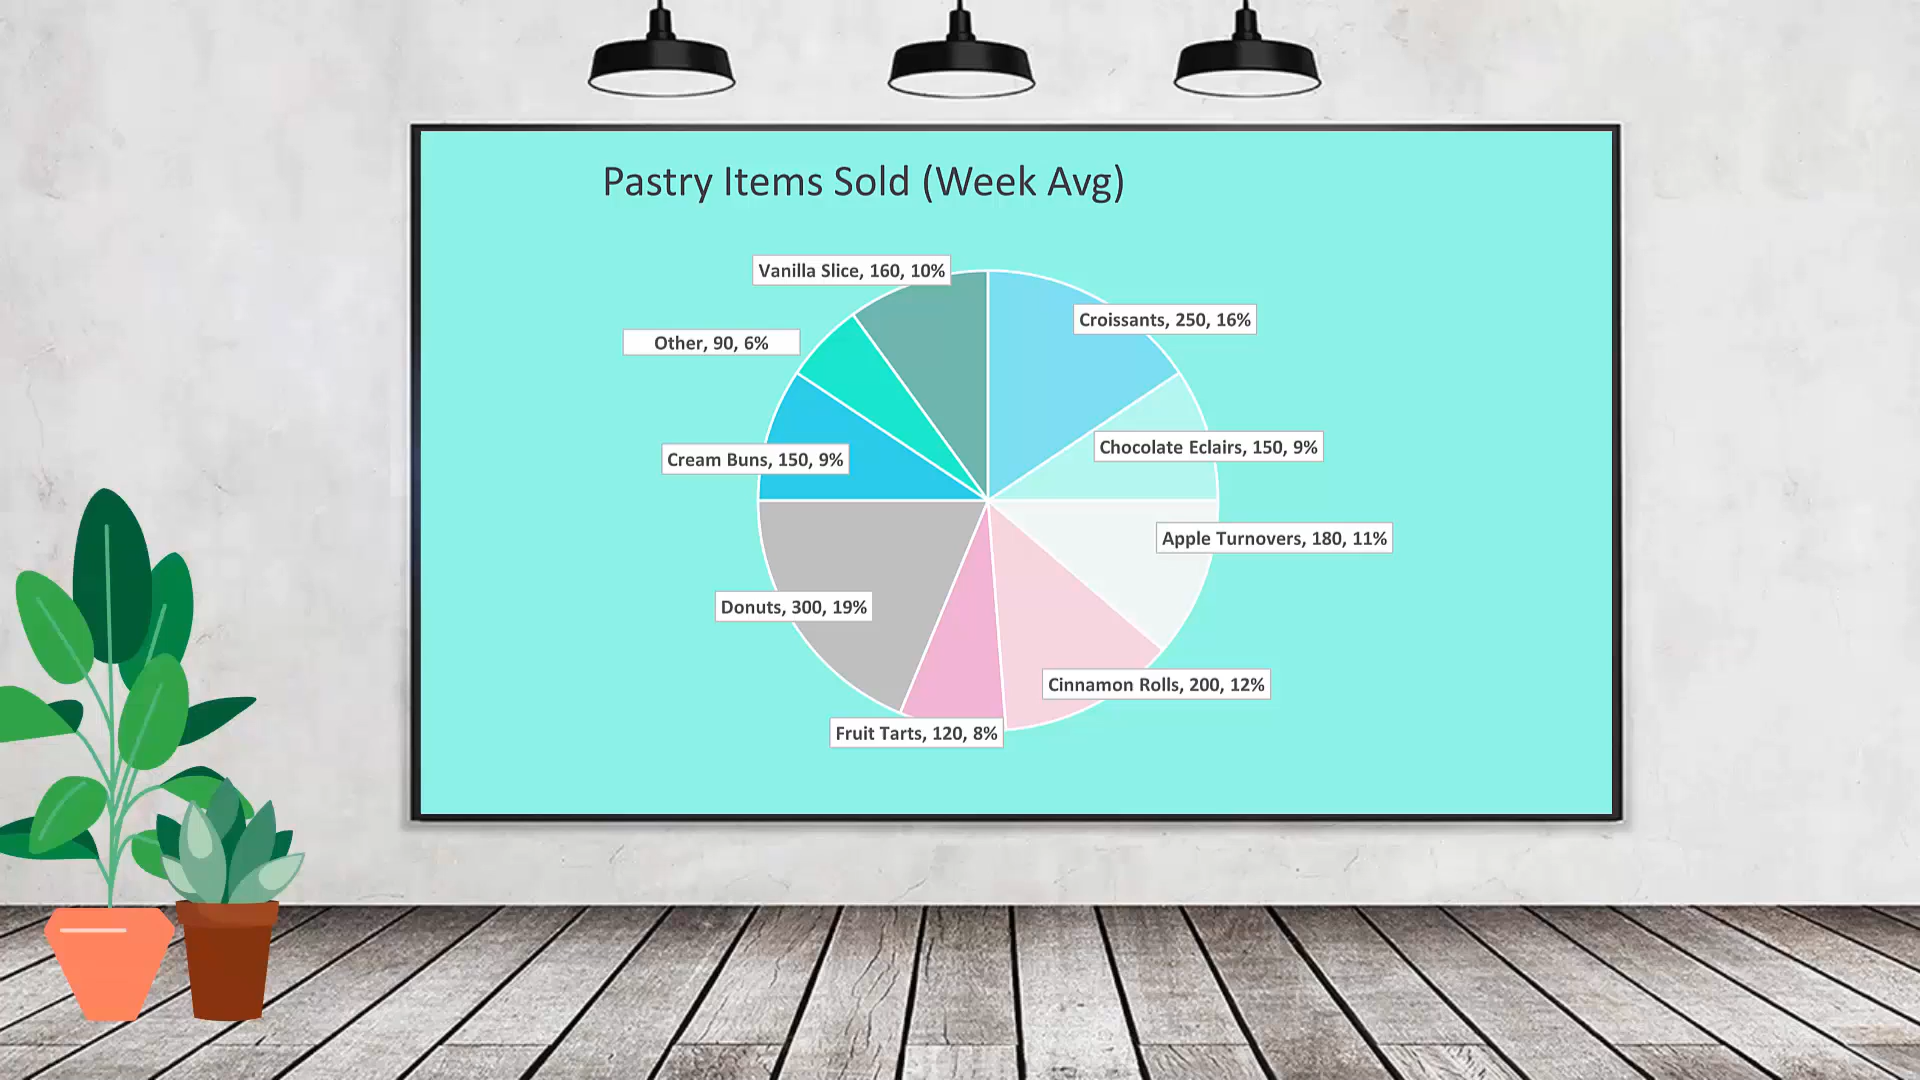 Pastry Items Sold (Week Avg)
Vanilla Slice, 160, 10%
Croissants, 250, 16%
Other, 90, 6%
Chocolate Eclairs, 150, 9%
Cream Buns, 150, 9%
Apple Turnovers, 180, 11%
Donuts, 300, 19%
Cinnamon Rolls, 200, 12%
Fruit Tarts, 120, 8%